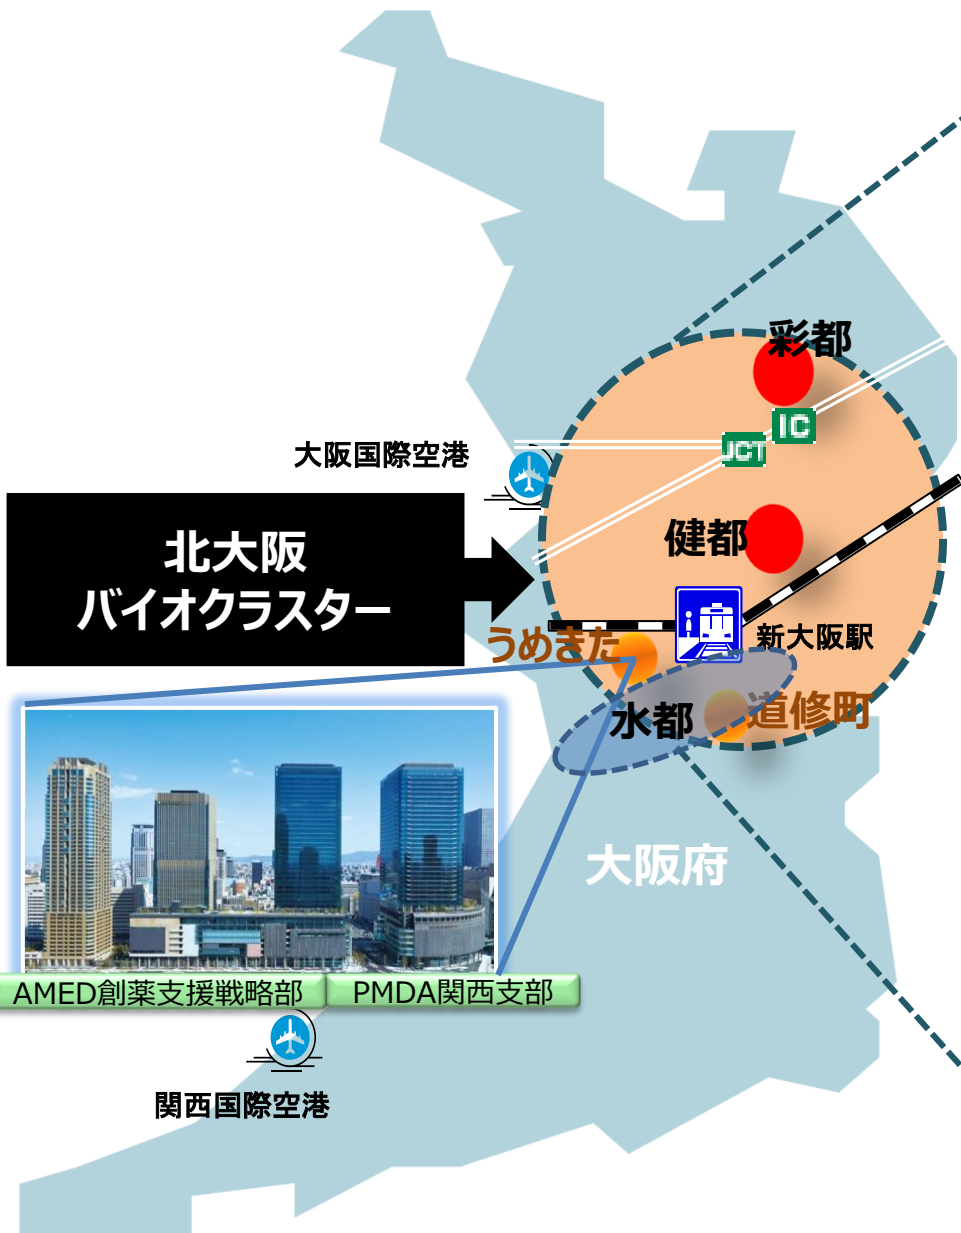 彩都
IC
JCT
大阪国際空港
北大阪
バイオクラスター
健都
うめきた
新大阪駅
水都
道修町
大阪府
AMED創薬支援戦略部
PMDA関西支部
関西国際空港